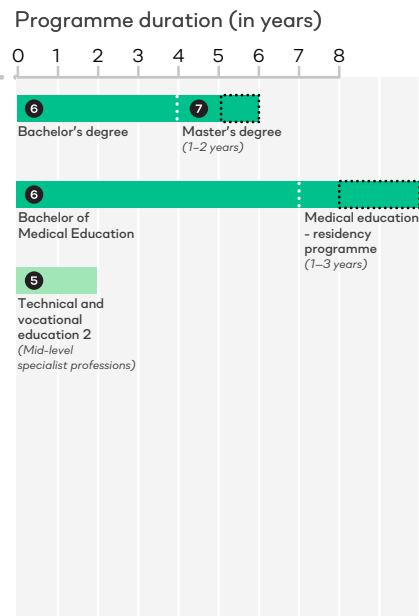 Programme duration (in years)
0 1 2 3 4 5 6 7 8
6 7
Bachelor's degree Master's degree
(1–2 years)
6
Bachelor of
Medical Education
Medical education
- residency
programme
(1–3 years)
5
Technical and
vocational
education 2
(Mid-level
specialist professions)